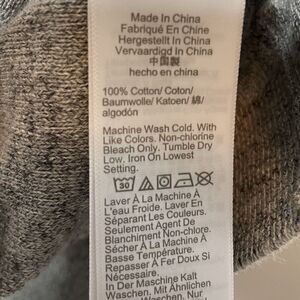 Made In China
Fabriqué En Chine
Hergestellt In China
Vervaardigd In China
中国製
hecho en china
100% Cotton/ Coton/
Baumwolle/ Katoen/ 綿/
algodón
Machine Wash Cold. With
Like Colors. Non-chlorine
Bleach Only. Tumble Dry
Low. Iron On Lowest
Setting.
30
Laver À La Machine À
L'eau Froide. Laver En
Séparant Les Couleurs.
Seulement Agent De
Blanchiment Non-chlore.
Sécher À La Machine À
Basse Température.
Repasser À Fer Doux Si
Nécessaire.
In Der Maschine Kalt
Waschen. Mit Ähnlichen
Waschen. Nur